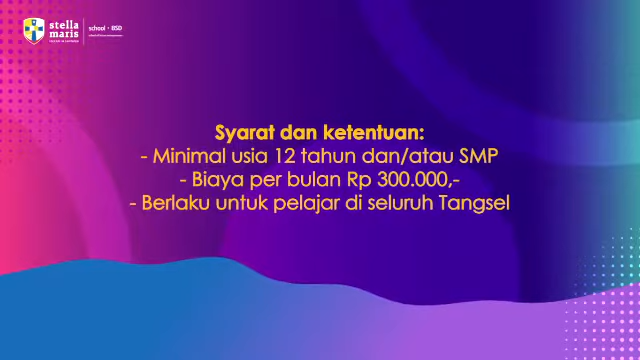 stella
maris
school • BSD
Syarat dan ketentuan:
- Minimal usia 12 tahun dan/atau SMP
- Biaya per bulan Rp 300.000,-
- Berlaku untuk pelajar di seluruh Tangsel